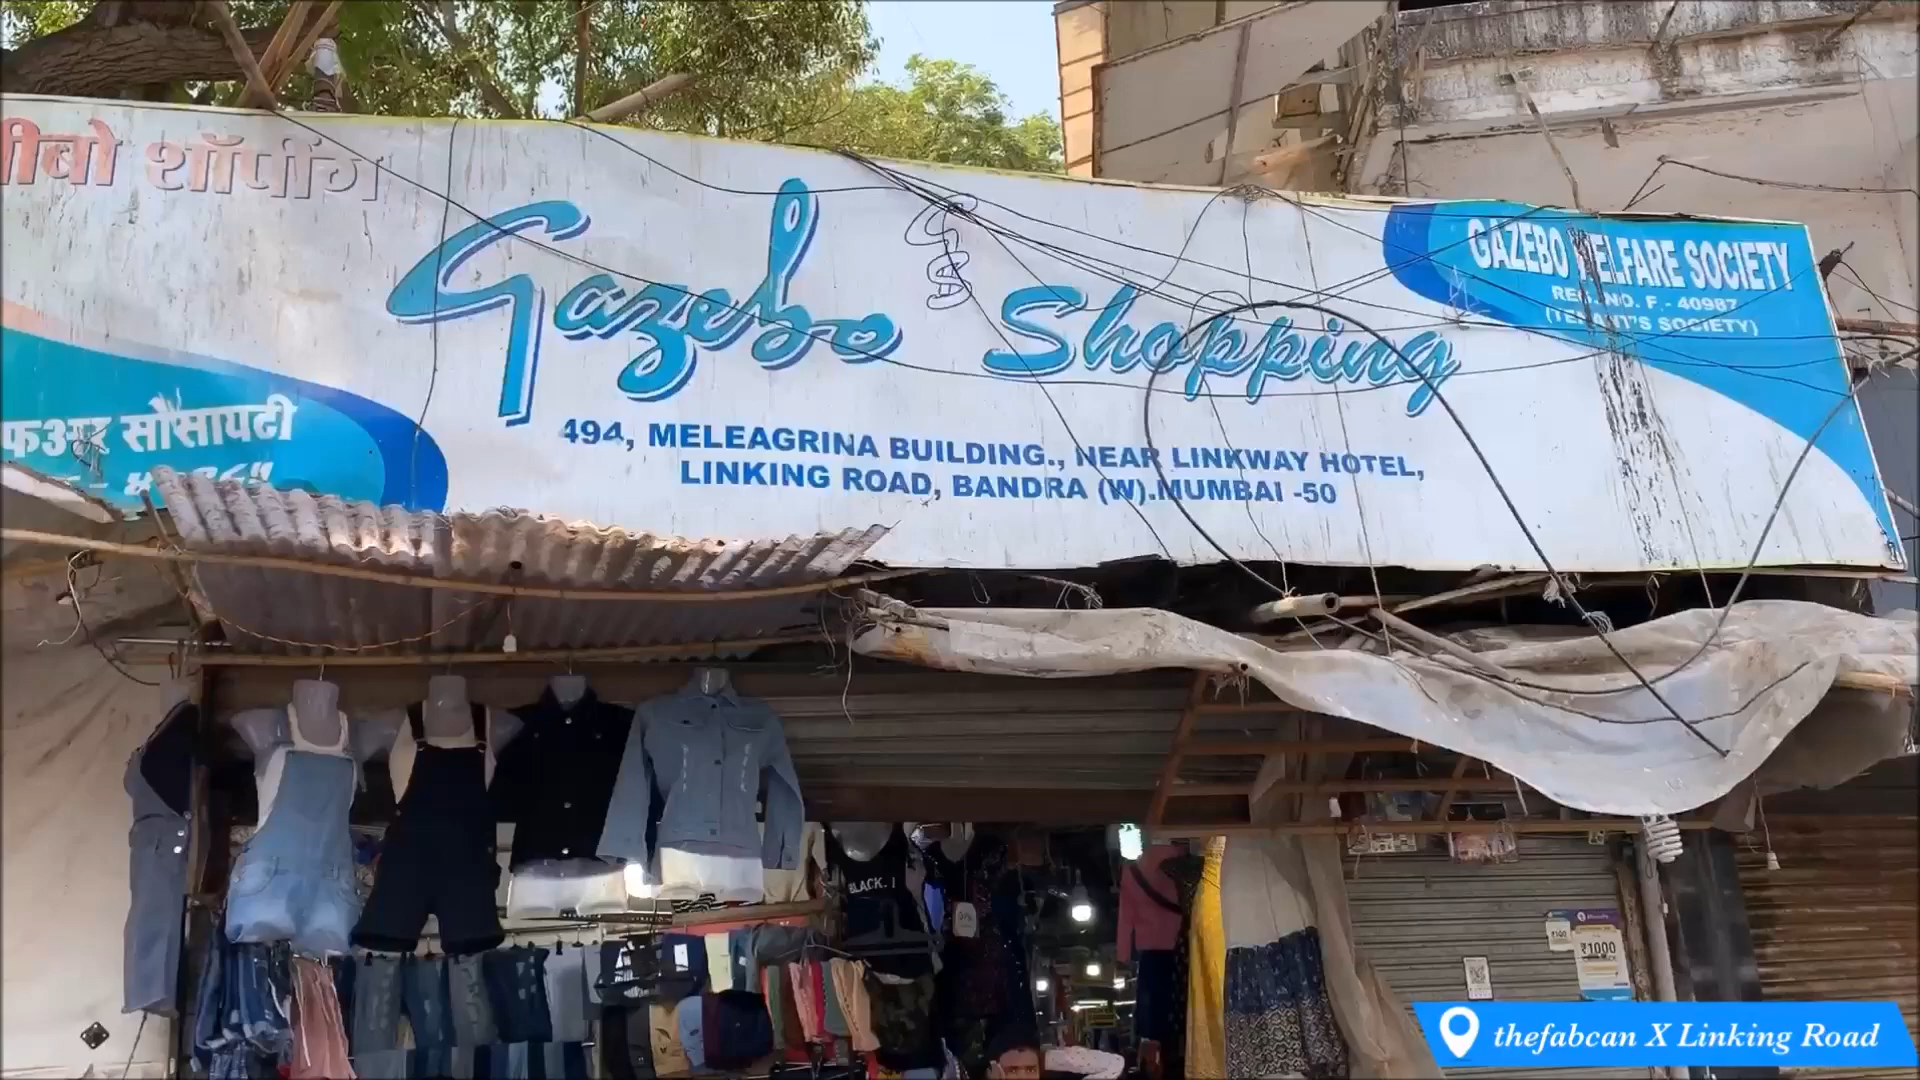 शॉपींग
Gazebo Shopping
494, MELEAGRINA BUILDING., NEAR LINKWAY HOTEL,
LINKING ROAD, BANDRA (W).MUMBAI -50
GAZEBO WELFARE SOCIETY
REG. NO. F - 40987
(TENANT'S SOCIETY)
सौसायटी
BLACK.
₹100
₹1000
thefabcan X Linking Road